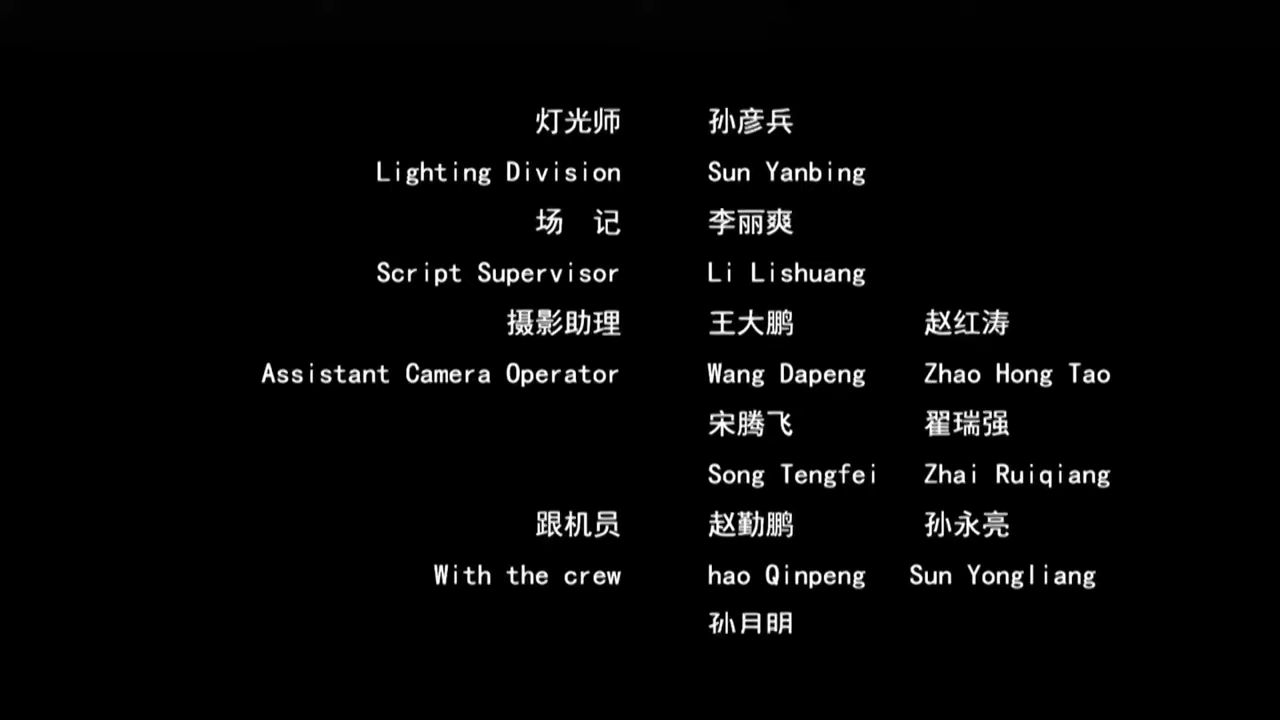 灯光师 孙彦兵
Lighting Division Sun Yanbing
场 记 李丽爽
Script Supervisor Li Lishuang
摄影助理 王大鹏 赵红涛
Assistant Camera Operator Wang Dapeng Zhao Hong Tao
宋腾飞 翟瑞强
Song Tengfei Zhai Ruiqiang
跟机员 赵勤鹏 孙永亮
With the crew hao Qinpeng Sun Yongliang
孙月明